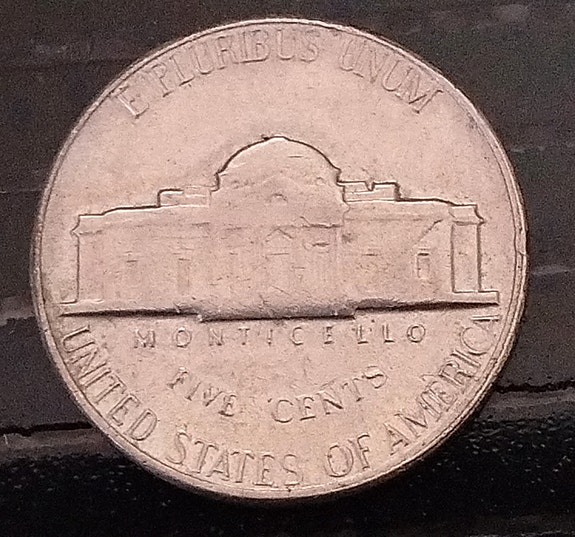 E PLURIBUS UNUM
MONTICELLO
FIVE CENTS
UNITED STATES OF AMERICA